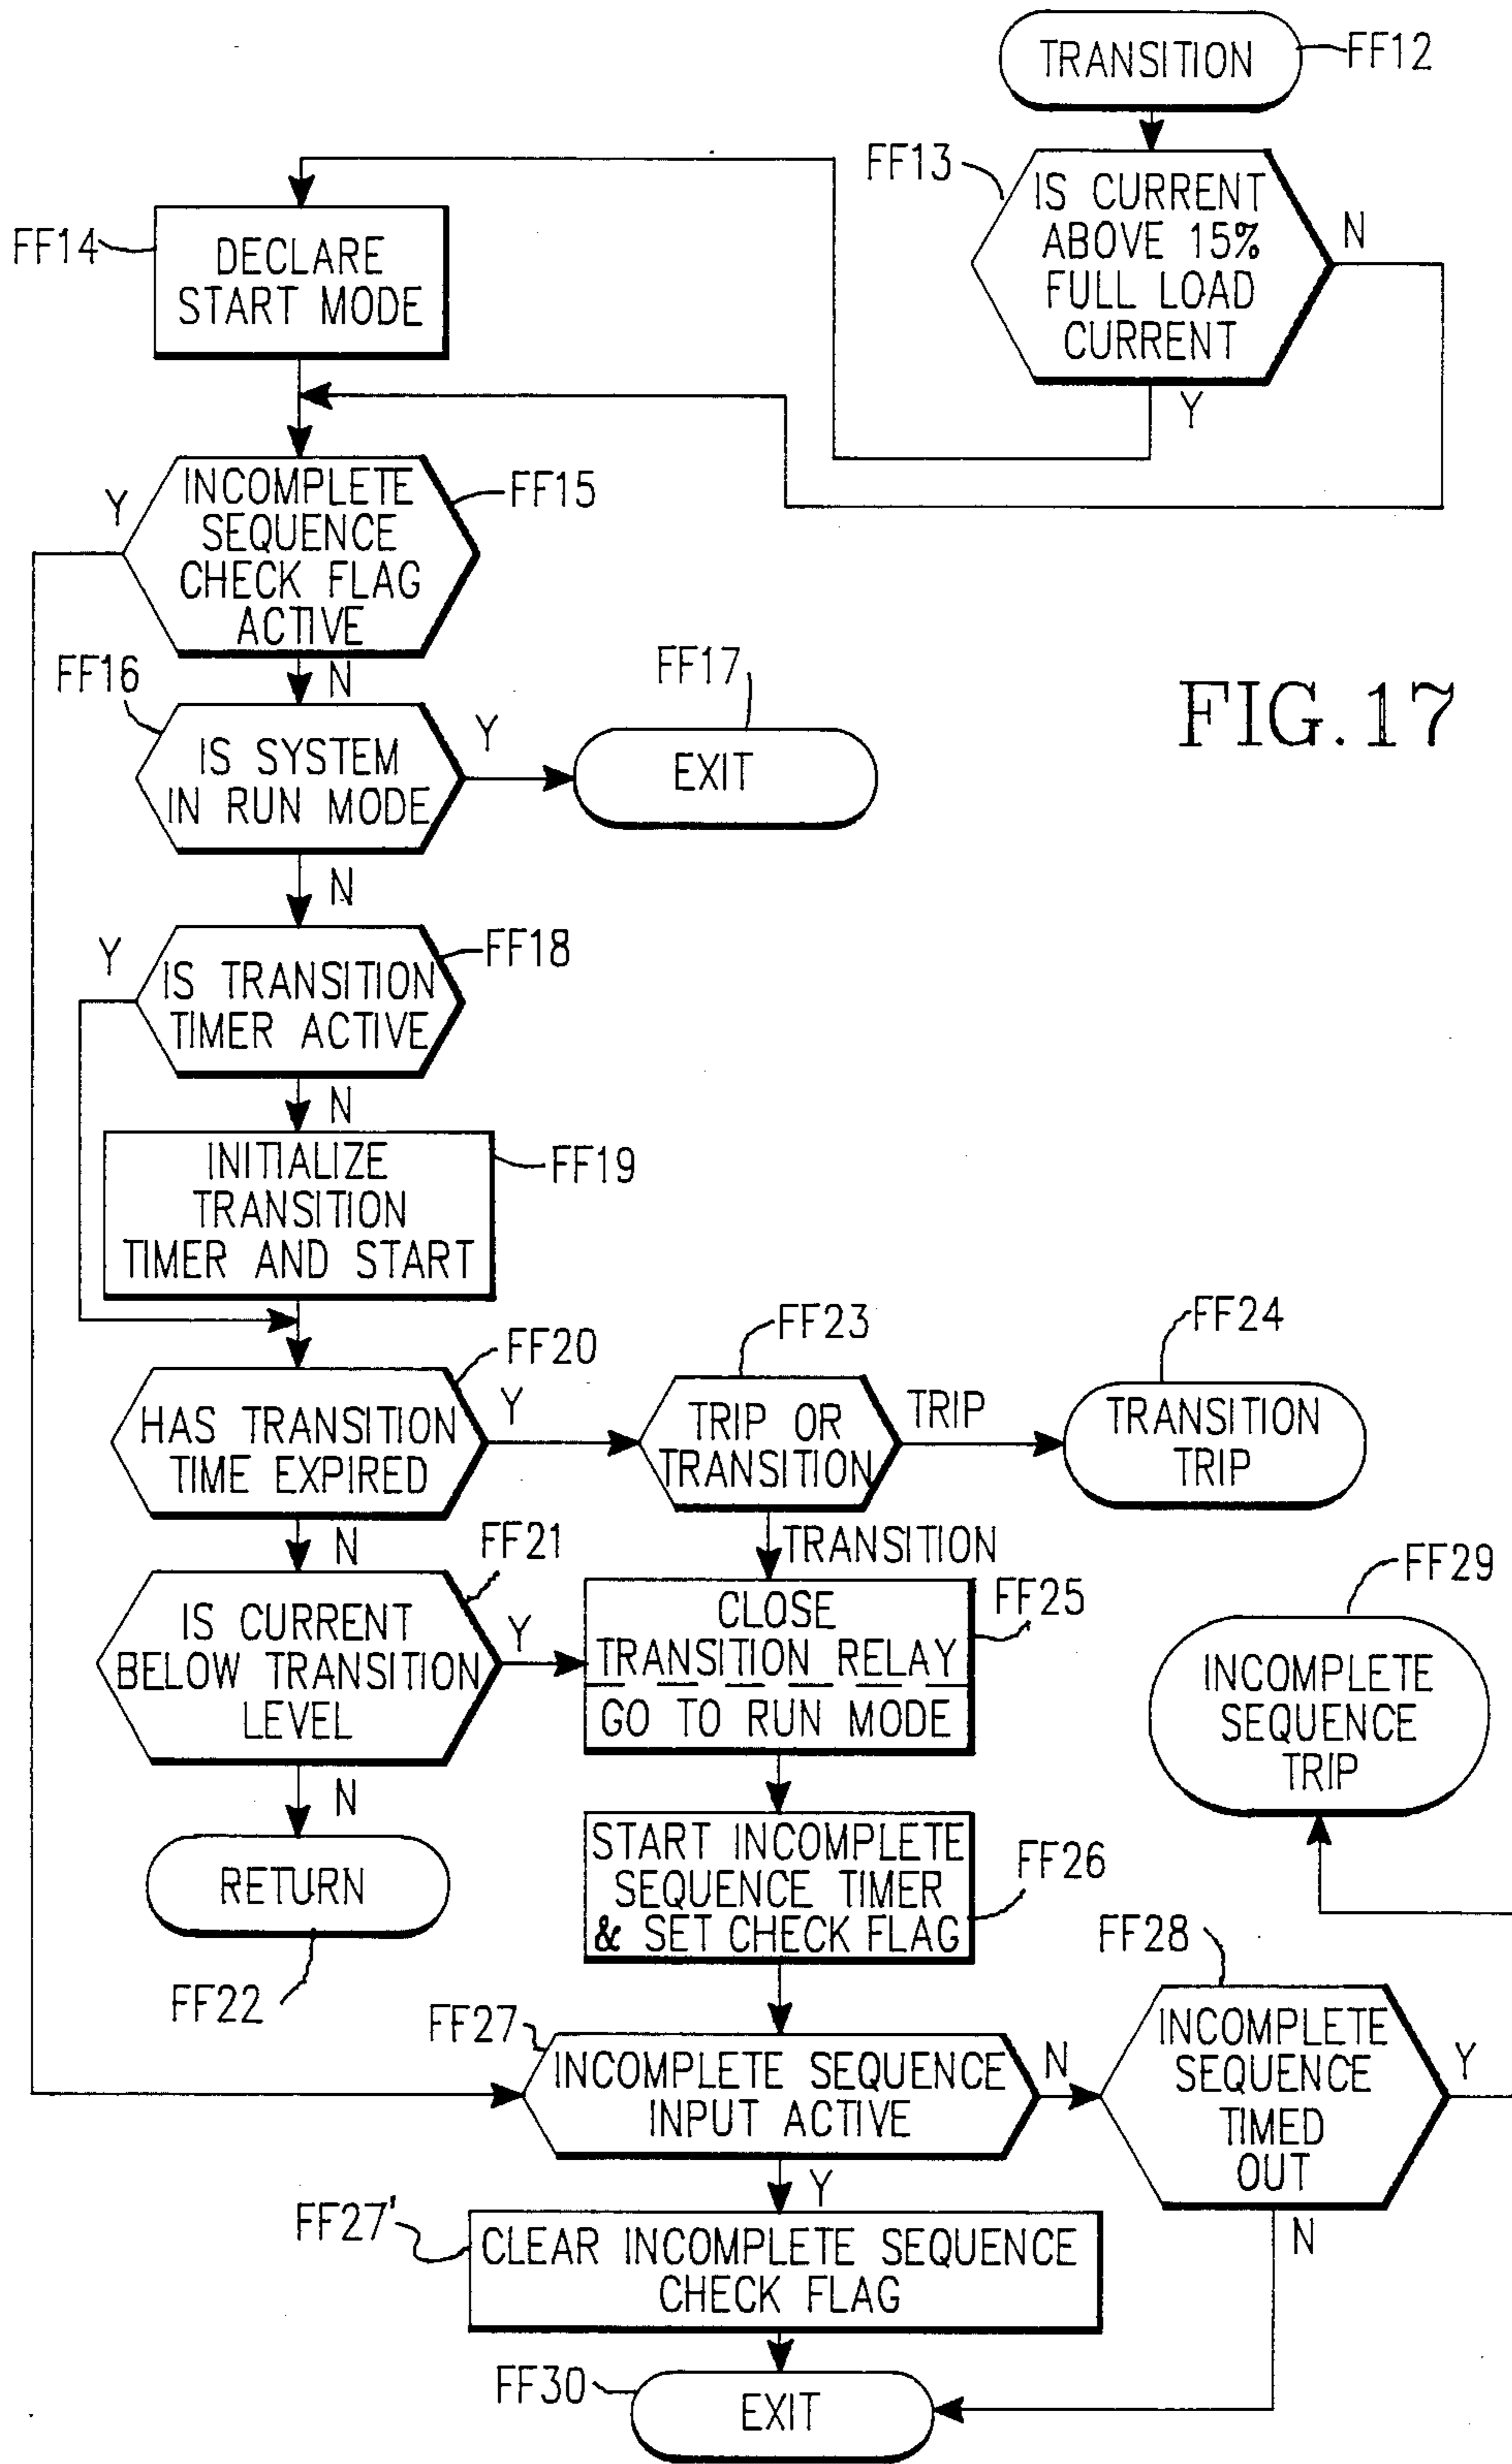 TRANSITION
FF12
FF13
IS CURRENT
ABOVE 15%
FULL LOAD
CURRENT
N
Y
FF14
DECLARE
START MODE
INCOMPLETE
SEQUENCE
CHECK FLAG
ACTIVE
FF15
Y
N
FF16
IS SYSTEM
IN RUN MODE
Y
N
FF17
EXIT
FIG. 17
FF18
IS TRANSITION
TIMER ACTIVE
Y
N
INITIALIZE
TRANSITION
TIMER AND START
FF19
FF20
HAS TRANSITION
TIME EXPIRED
Y
N
FF23
TRIP OR
TRANSITION
TRIP
TRANSITION
FF24
TRANSITION
TRIP
FF21
IS CURRENT
BELOW TRANSITION
LEVEL
Y
N
CLOSE
TRANSITION RELAY
GO TO RUN MODE
FF25
FF29
INCOMPLETE
SEQUENCE
TRIP
RETURN
FF22
START INCOMPLETE
SEQUENCE TIMER
& SET CHECK FLAG
FF26
FF27
INCOMPLETE SEQUENCE
INPUT ACTIVE
N
Y
FF28
INCOMPLETE
SEQUENCE
TIMED
OUT
Y
N
FF27'
CLEAR INCOMPLETE SEQUENCE
CHECK FLAG
FF30
EXIT